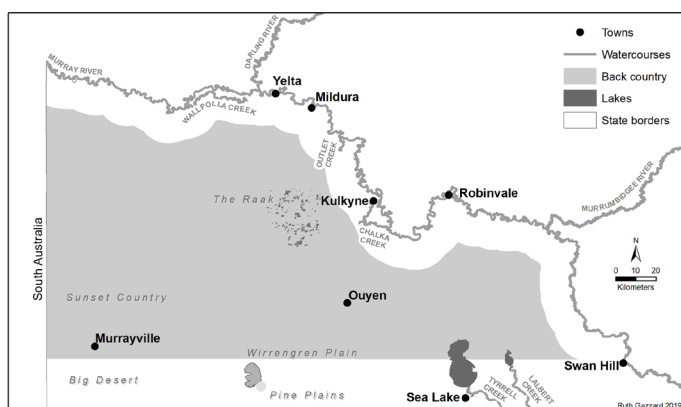 DARLING RIVER
MURRAY RIVER
Yelta
Mildura
WALLPOLLA CREEK
OUTLET CREEK
The Raak
Kulkyne
Robinvale
MURRUMBIDGEE RIVER
CHALKA CREEK
South Australia
Sunset Country
Ouyen
Murrayville
Wirrengren Plain
Big Desert
Pine Plains
Sea Lake
TYRRELL CREEK
LALBERT CREEK
Swan Hill
Towns
Watercourses
Back country
Lakes
State borders
N
0 10 20
Kilometers
Ruth Gazzard 2019